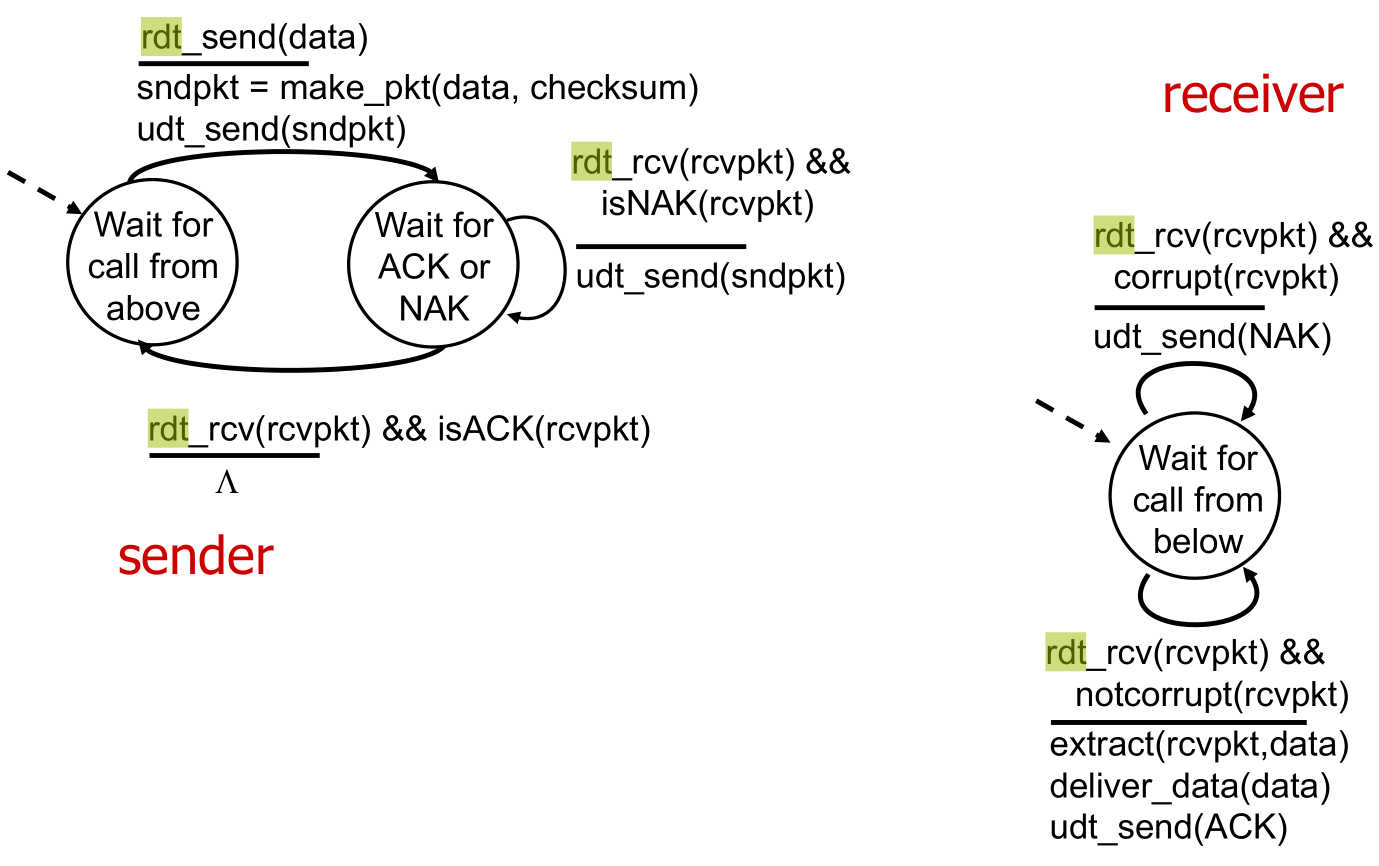 rdt_send(data)
sndpkt = make_pkt(data, checksum)
udt_send(sndpkt)
Wait for
call from
above
Wait for
ACK or
NAK
rdt_rcv(rcvpkt) &&
isNAK(rcvpkt)
udt_send(sndpkt)
rdt_rcv(rcvpkt) && isACK(rcvpkt)
Λ
sender
receiver
rdt_rcv(rcvpkt) &&
corrupt(rcvpkt)
udt_send(NAK)
Wait for
call from
below
rdt_rcv(rcvpkt) &&
notcorrupt(rcvpkt)
extract(rcvpkt,data)
deliver_data(data)
udt_send(ACK)